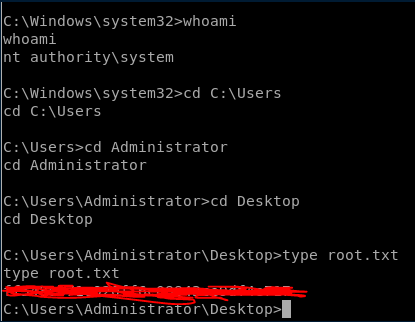 C:\Windows\system32>whoami
whoami
nt authority\system
C:\Windows\system32>cd C:\Users
cd C:\Users
C:\Users>cd Administrator
cd Administrator
C:\Users\Administrator>cd Desktop
cd Desktop
C:\Users\Administrator\Desktop>type root.txt
type root.txt
C:\Users\Administrator\Desktop>